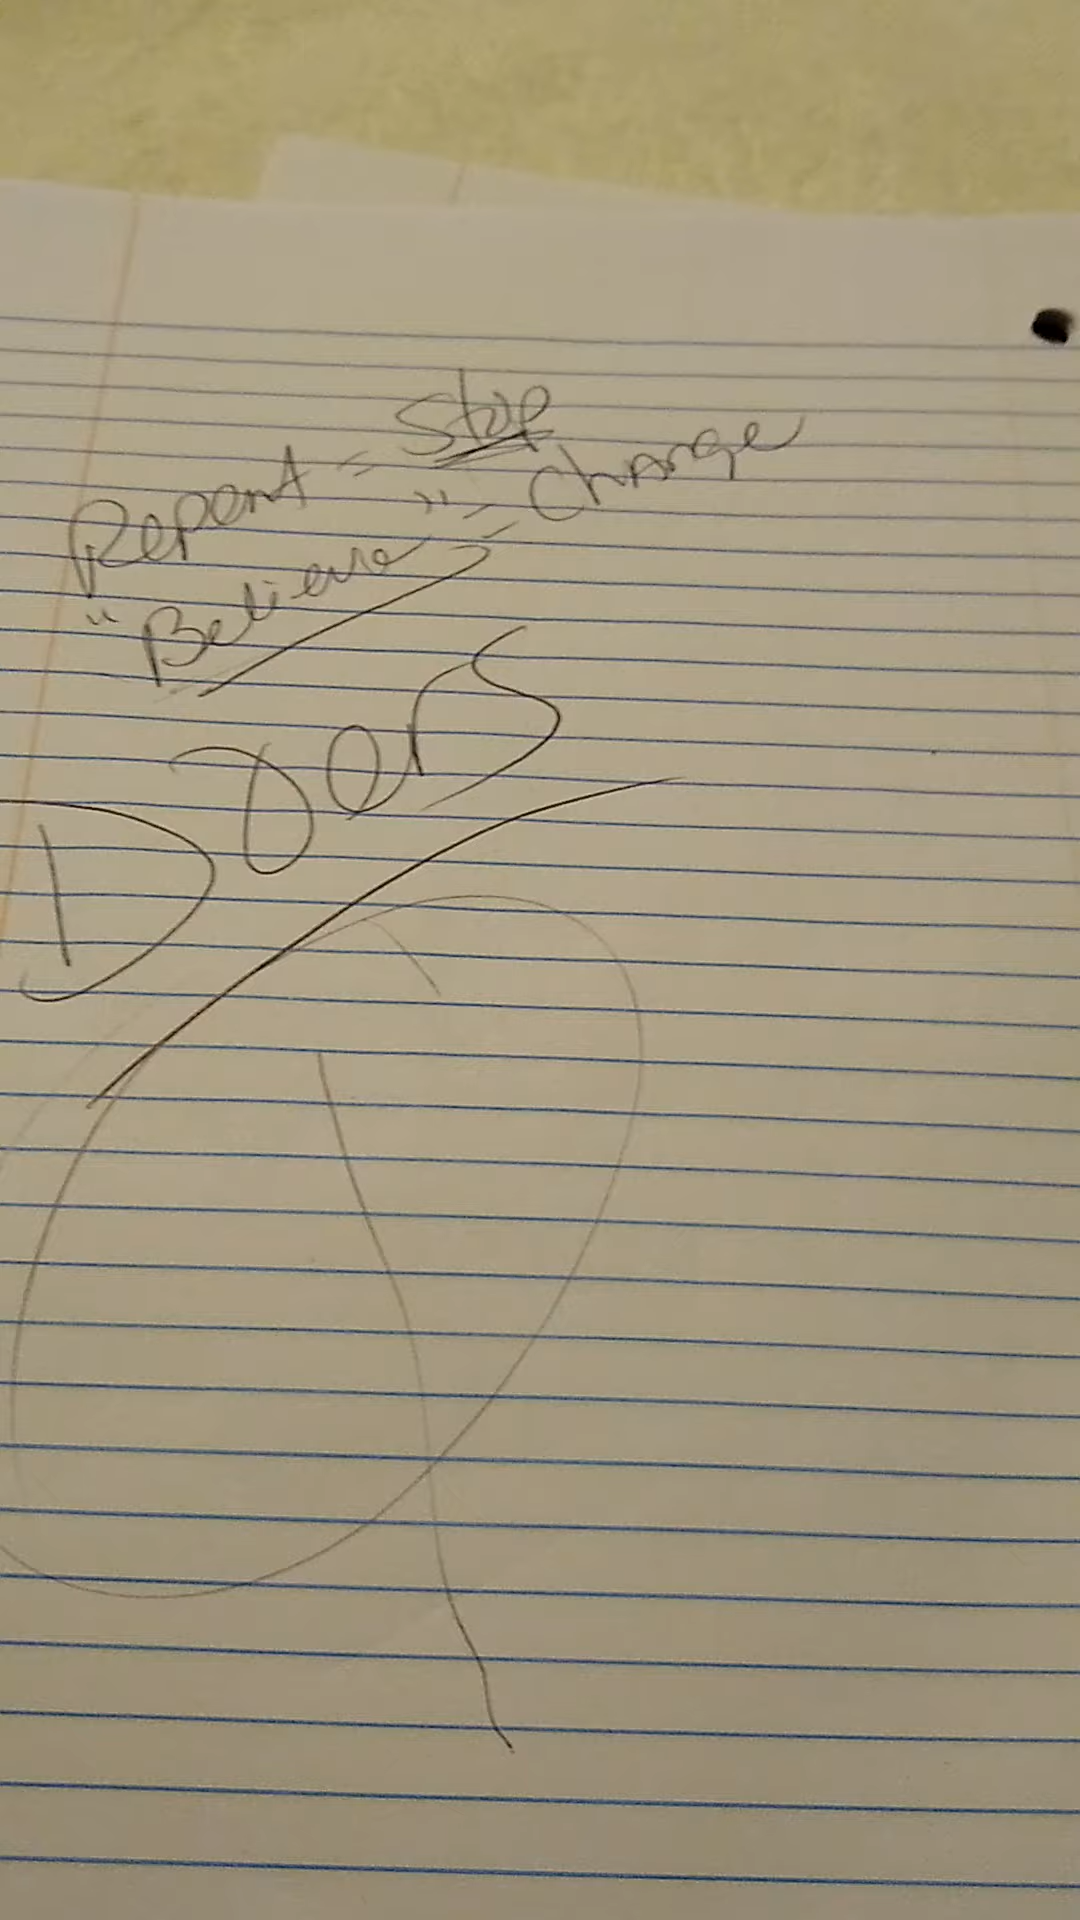 Repent = Stop
" = Change
"Believe" =
Doers